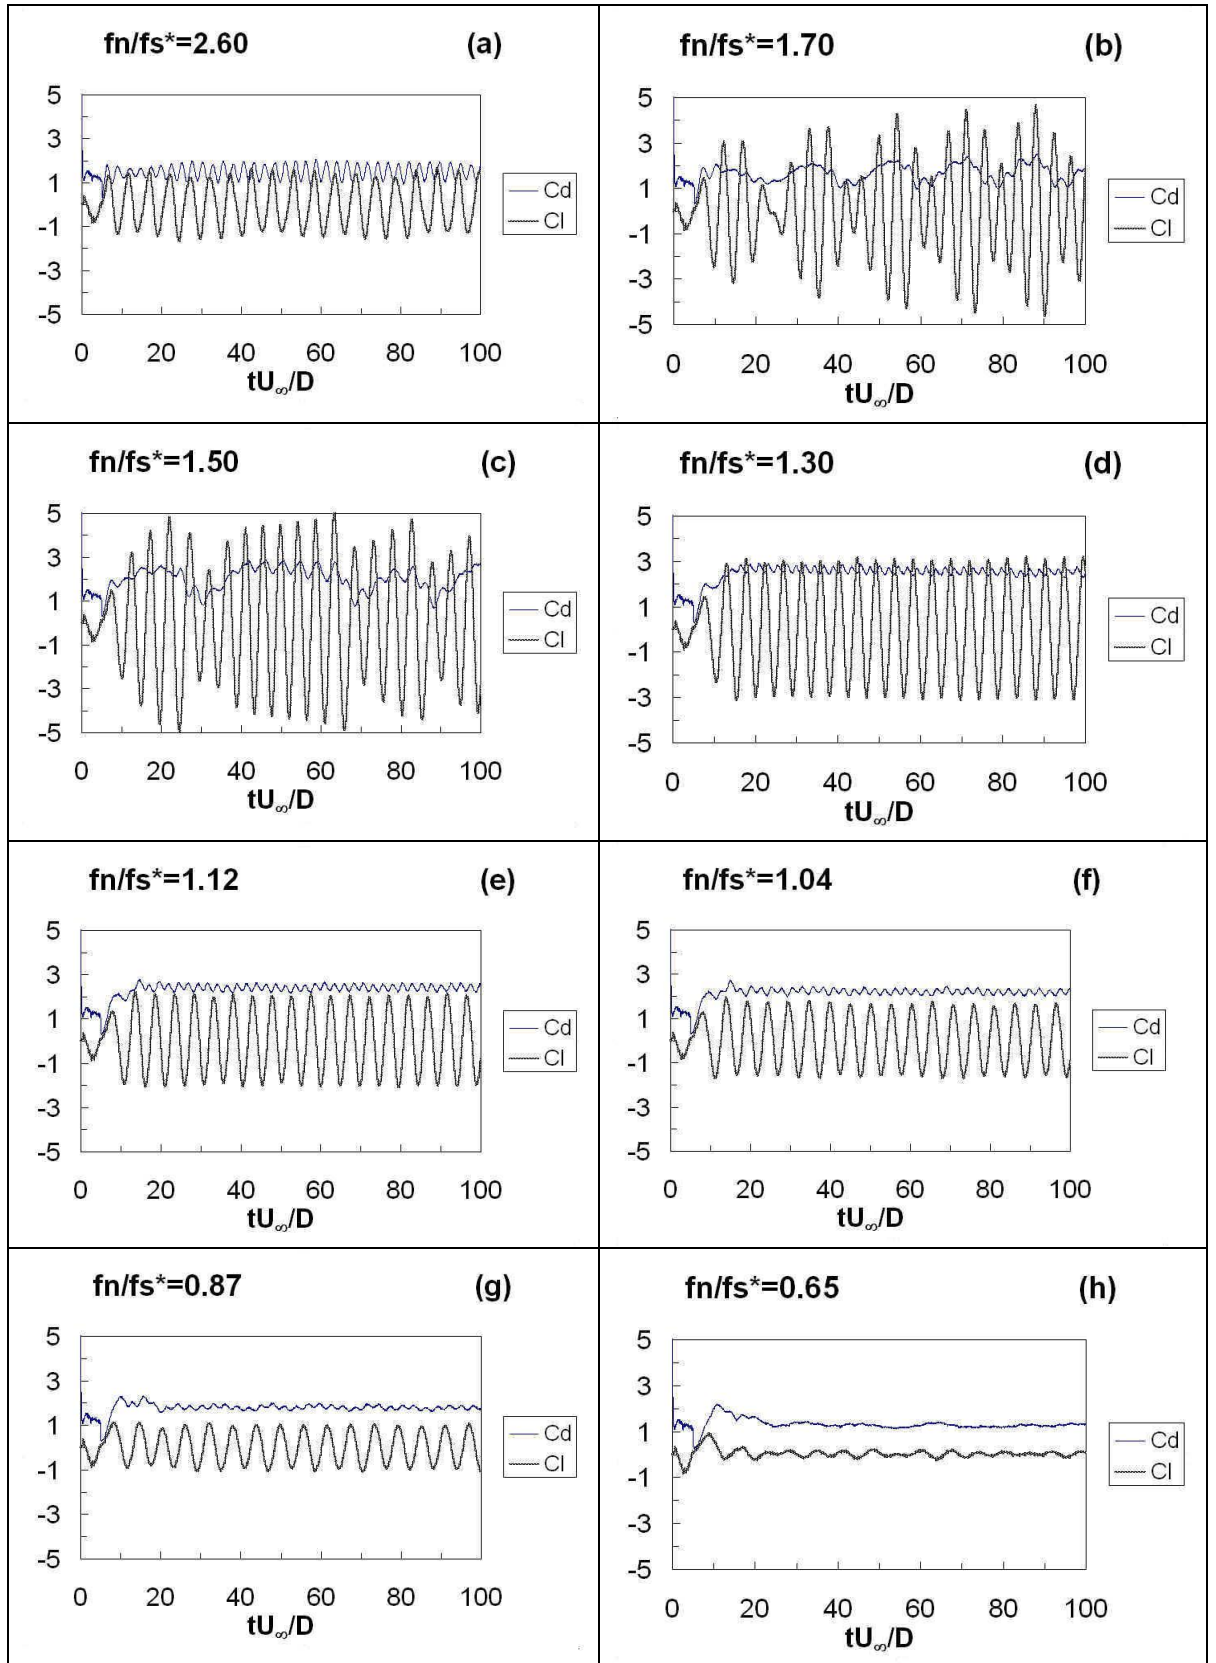 fn/fs*=2.60 (a)
5
3
1
-1
-3
-5
0 20 40 60 80 100
tU∞/D
Cd
Cl
fn/fs*=1.70 (b)
5
3
1
-1
-3
-5
0 20 40 60 80 100
tU∞/D
Cd
Cl
fn/fs*=1.50 (c)
5
3
1
-1
-3
-5
0 20 40 60 80 100
tU∞/D
Cd
Cl
fn/fs*=1.30 (d)
5
3
1
-1
-3
-5
0 20 40 60 80 100
tU∞/D
Cd
Cl
fn/fs*=1.12 (e)
5
3
1
-1
-3
-5
0 20 40 60 80 100
tU∞/D
Cd
Cl
fn/fs*=1.04 (f)
5
3
1
-1
-3
-5
0 20 40 60 80 100
tU∞/D
Cd
Cl
fn/fs*=0.87 (g)
5
3
1
-1
-3
-5
0 20 40 60 80 100
tU∞/D
Cd
Cl
fn/fs*=0.65 (h)
5
3
1
-1
-3
-5
0 20 40 60 80 100
tU∞/D
Cd
Cl